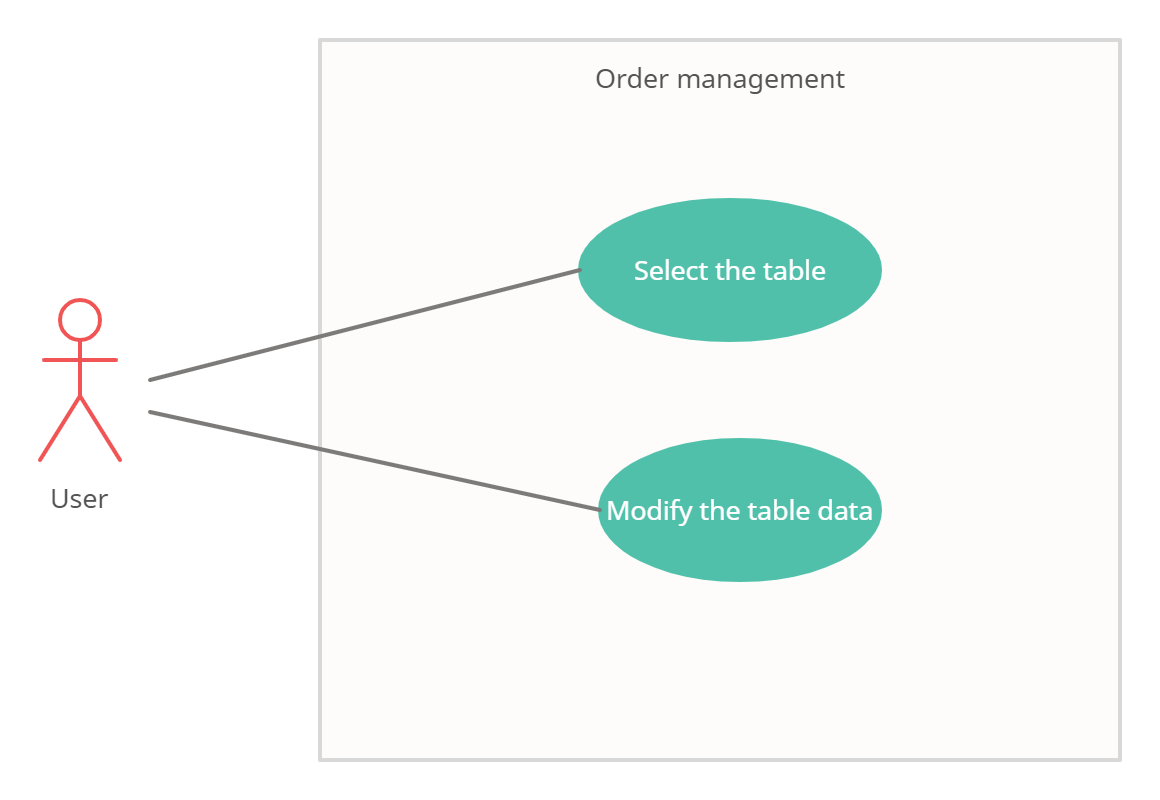 Order management
Select the table
User
Modify the table data